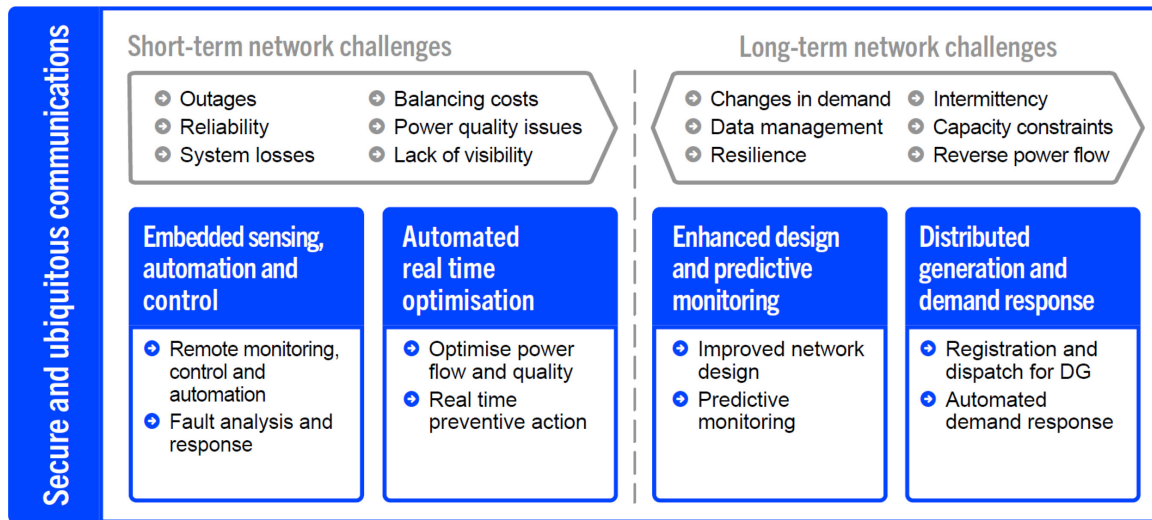 Secure and ubiquitous communications
Short-term network challenges
Outages
Reliability
System losses
Balancing costs
Power quality issues
Lack of visibility
Long-term network challenges
Changes in demand
Data management
Resilience
Intermittency
Capacity constraints
Reverse power flow
Embedded sensing,
automation and
control
Remote monitoring,
control and
automation
Fault analysis and
response
Automated
real time
optimisation
Optimise power
flow and quality
Real time
preventive action
Enhanced design
and predictive
monitoring
Improved network
design
Predictive
monitoring
Distributed
generation and
demand response
Registration and
dispatch for DG
Automated
demand response